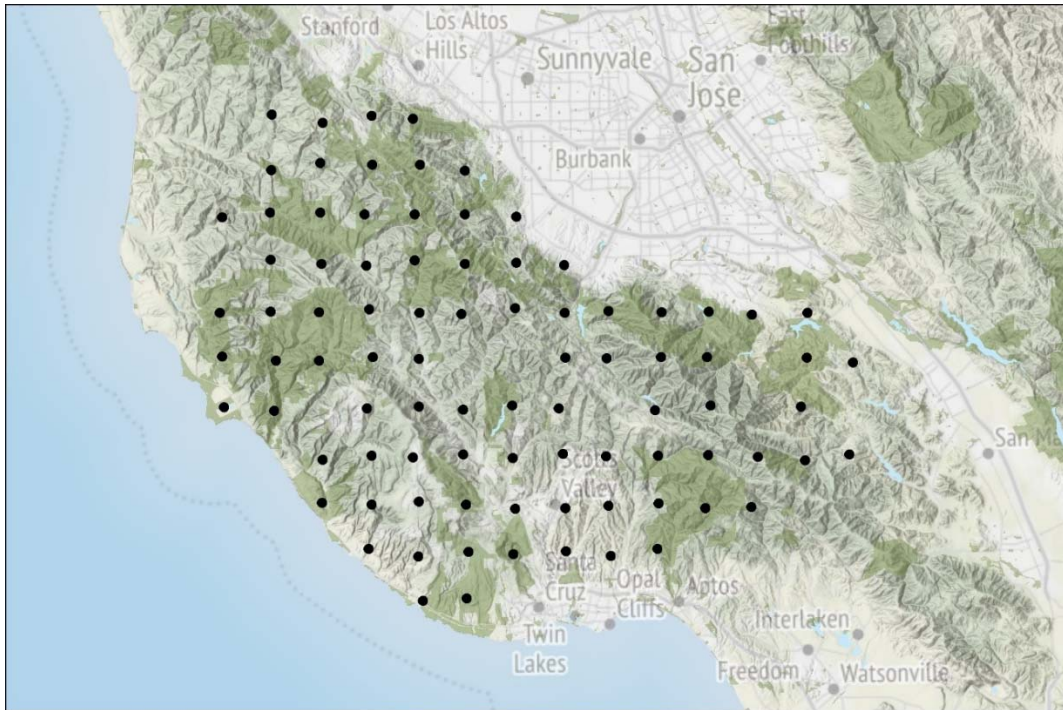 Stanford
Los Altos
Hills
Sunnyvale
San
Jose
East
Foothills
Burbank
San M
Scotts
Valley
Santa
Cruz
Opal
Cliffs
Aptos
Twin
Lakes
Interlaken
Freedom
Watsonville